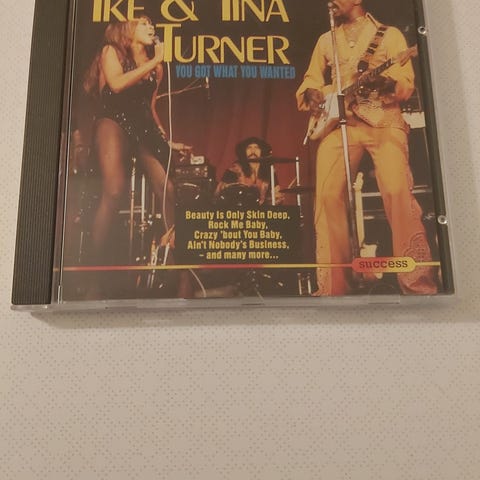 IKE & TINA
TURNER
YOU GOT WHAT YOU WANTED
Beauty Is Only Skin Deep,
Rock Me Baby,
Crazy 'bout You Baby,
Ain't Nobody's Business,
- and many more...
success